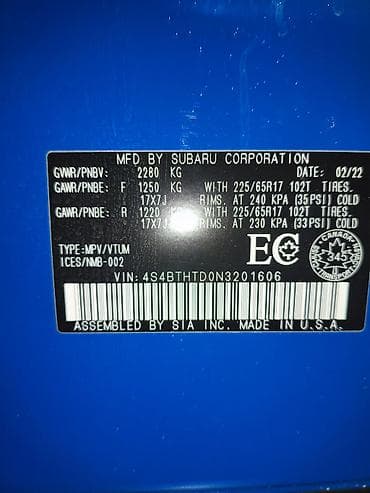 MFD BY SUBARU CORPORATION
GVWR/PNBV: 2280 KG DATE: 02/22
GAWR/PNBE: F 1250 KG WITH 225/65R17 102T TIRES.
17X7J RIMS. AT 240 KPA (35PSI) COLD
GAWR/PNBE: R 1220 KG WITH 225/65R17 102T TIRES.
17X7J RIMS. AT 230 KPA (33PSI) COLD
TYPE:MPV/VTUM
ICES/NMB-002
EC
CANADA
345
VIN: 4S4BTHTD0N3201606
ASSEMBLED BY SIA INC. MADE IN U.S.A.